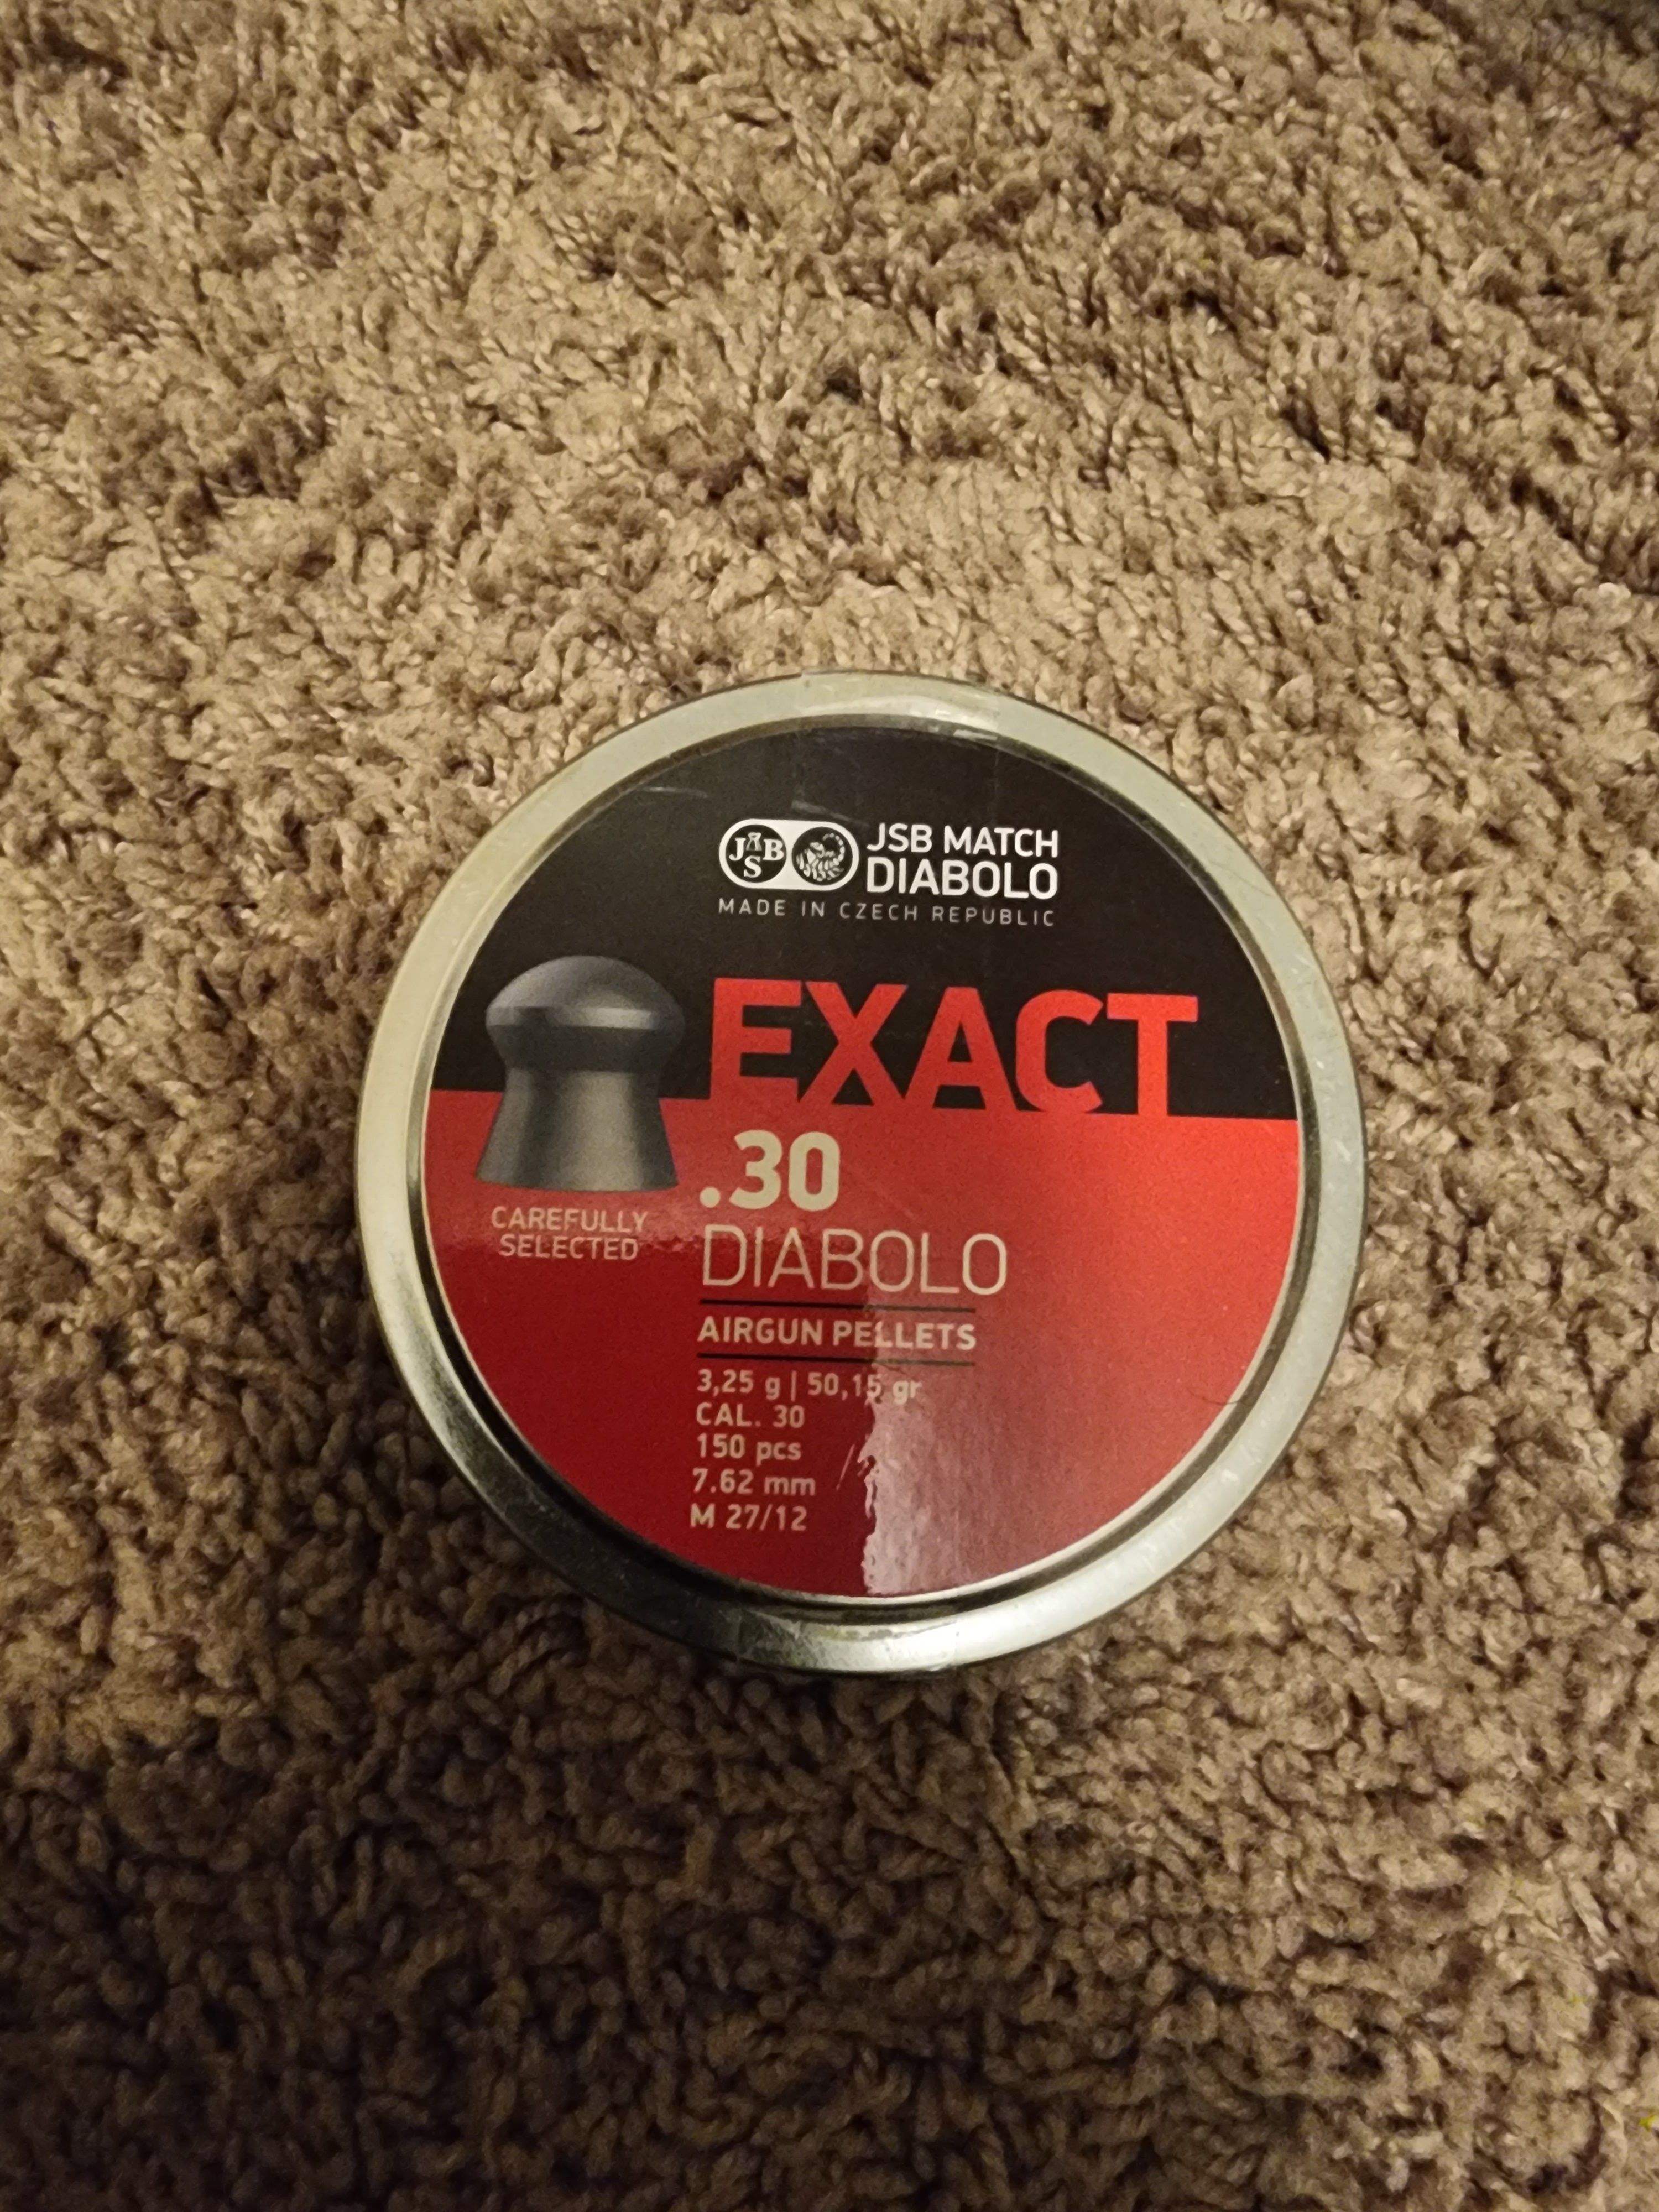 JSB
JSB MATCH
DIABOLO
MADE IN CZECH REPUBLIC
EXACT
.30
DIABOLO
CAREFULLY
SELECTED
AIRGUN PELLETS
3,25 g | 50,15 gr
CAL. 30
150 pcs
7.62 mm
M 27/12